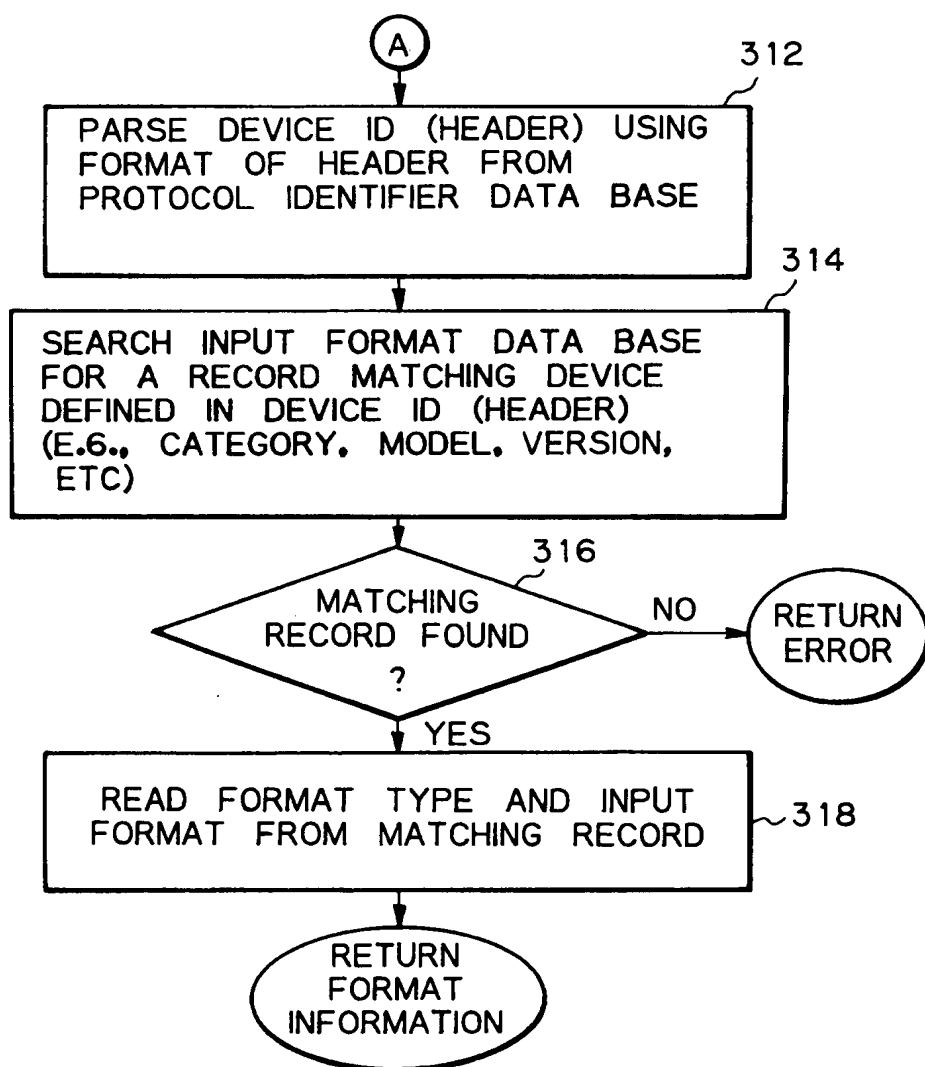 A
312
PARSE DEVICE ID (HEADER) USING
FORMAT OF HEADER FROM
PROTOCOL IDENTIFIER DATA BASE
314
SEARCH INPUT FORMAT DATA BASE
FOR A RECORD MATCHING DEVICE
DEFINED IN DEVICE ID (HEADER)
(E.6., CATEGORY. MODEL. VERSION,
ETC)
316
MATCHING
RECORD FOUND
?
NO
RETURN
ERROR
YES
READ FORMAT TYPE AND INPUT
FORMAT FROM MATCHING RECORD
318
RETURN
FORMAT
INFORMATION